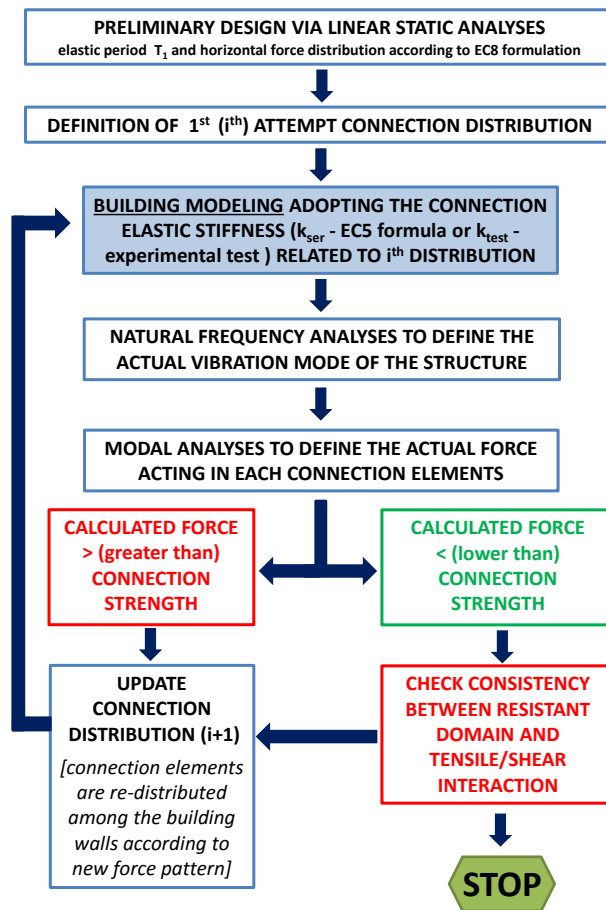 PRELIMINARY DESIGN VIA LINEAR STATIC ANALYSES
elastic period T1 and horizontal force distribution according to EC8 formulation
DEFINITION OF 1st (ith) ATTEMPT CONNECTION DISTRIBUTION
BUILDING MODELING ADOPTING THE CONNECTION
ELASTIC STIFFNESS (kser - EC5 formula or ktest -
experimental test ) RELATED TO ith DISTRIBUTION
NATURAL FREQUENCY ANALYSES TO DEFINE THE
ACTUAL VIBRATION MODE OF THE STRUCTURE
MODAL ANALYSES TO DEFINE THE ACTUAL FORCE
ACTING IN EACH CONNECTION ELEMENTS
CALCULATED FORCE
> (greater than)
CONNECTION
STRENGTH
CALCULATED FORCE
< (lower than)
CONNECTION
STRENGTH
UPDATE
CONNECTION
DISTRIBUTION (i+1)
[connection elements
are re-distributed
among the building
walls according to
new force pattern]
CHECK CONSISTENCY
BETWEEN RESISTANT
DOMAIN AND
TENSILE/SHEAR
INTERACTION
STOP